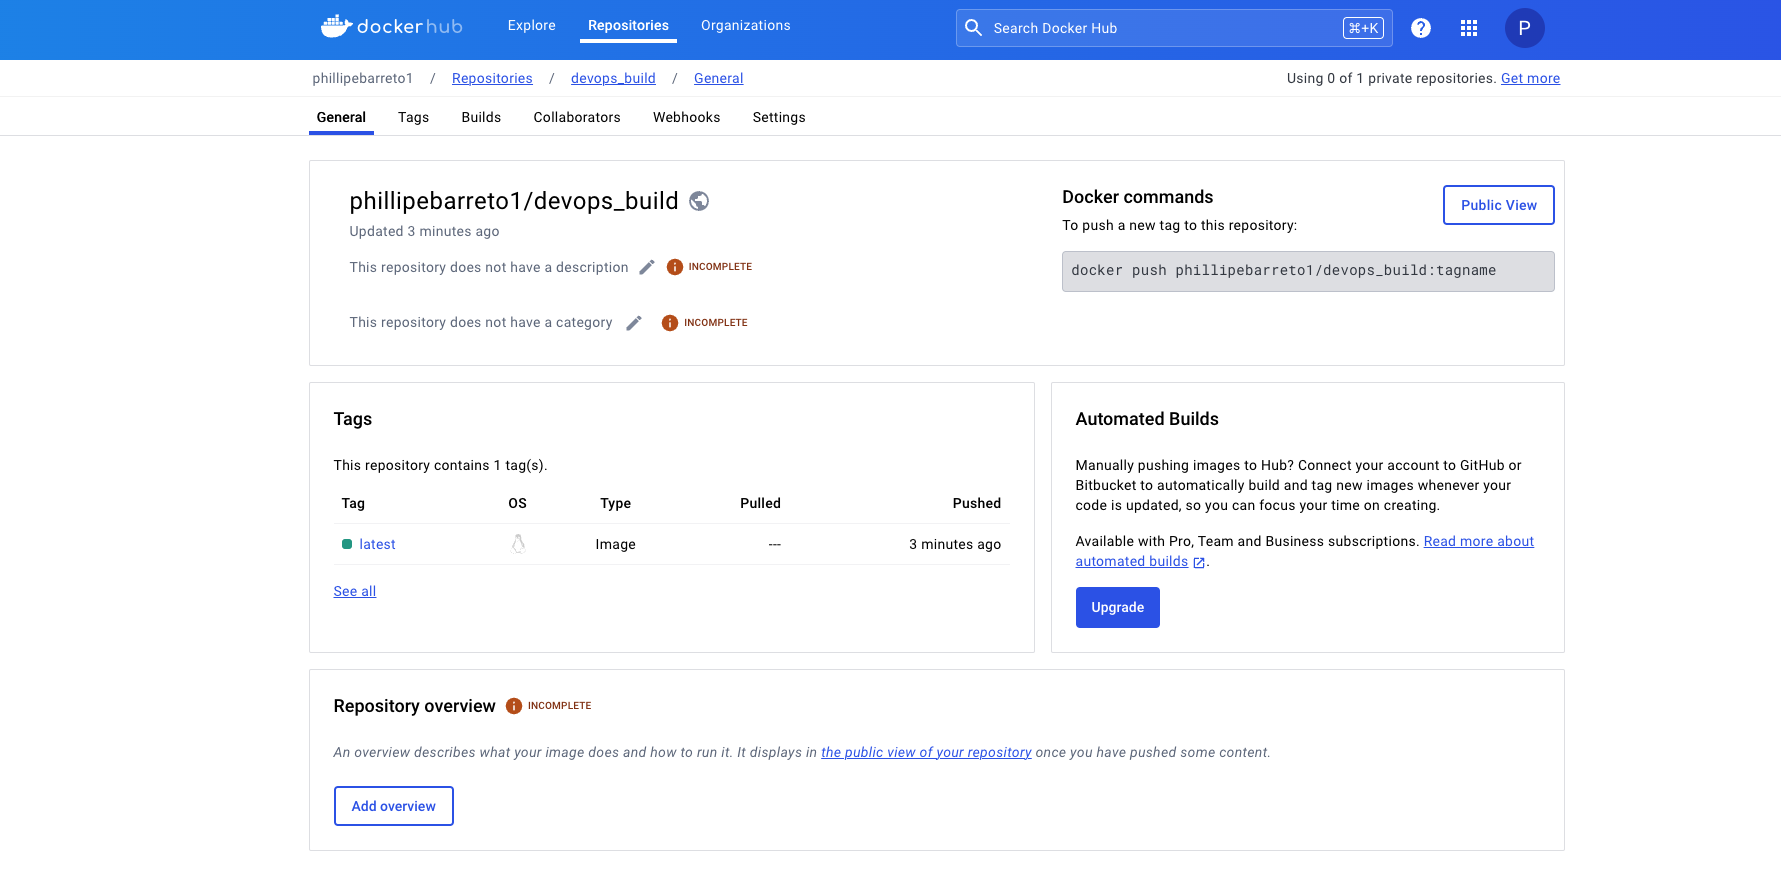 dockerhub Explore Repositories Organizations Search Docker Hub ⌘+K P
phillipebarreto1 / Repositories / devops_build / General Using 0 of 1 private repositories. Get more
General Tags Builds Collaborators Webhooks Settings
phillipebarreto1/devops_build
Updated 3 minutes ago
This repository does not have a description INCOMPLETE
This repository does not have a category INCOMPLETE
Docker commands
Public View
To push a new tag to this repository:
docker push phillipebarreto1/devops_build:tagname
Tags
This repository contains 1 tag(s).
Tag OS Type Pulled Pushed
latest Image --- 3 minutes ago
See all
Automated Builds
Manually pushing images to Hub? Connect your account to GitHub or
Bitbucket to automatically build and tag new images whenever your
code is updated, so you can focus your time on creating.
Available with Pro, Team and Business subscriptions. Read more about
automated builds.
Upgrade
Repository overview INCOMPLETE
An overview describes what your image does and how to run it. It displays in the public view of your repository once you have pushed some content.
Add overview